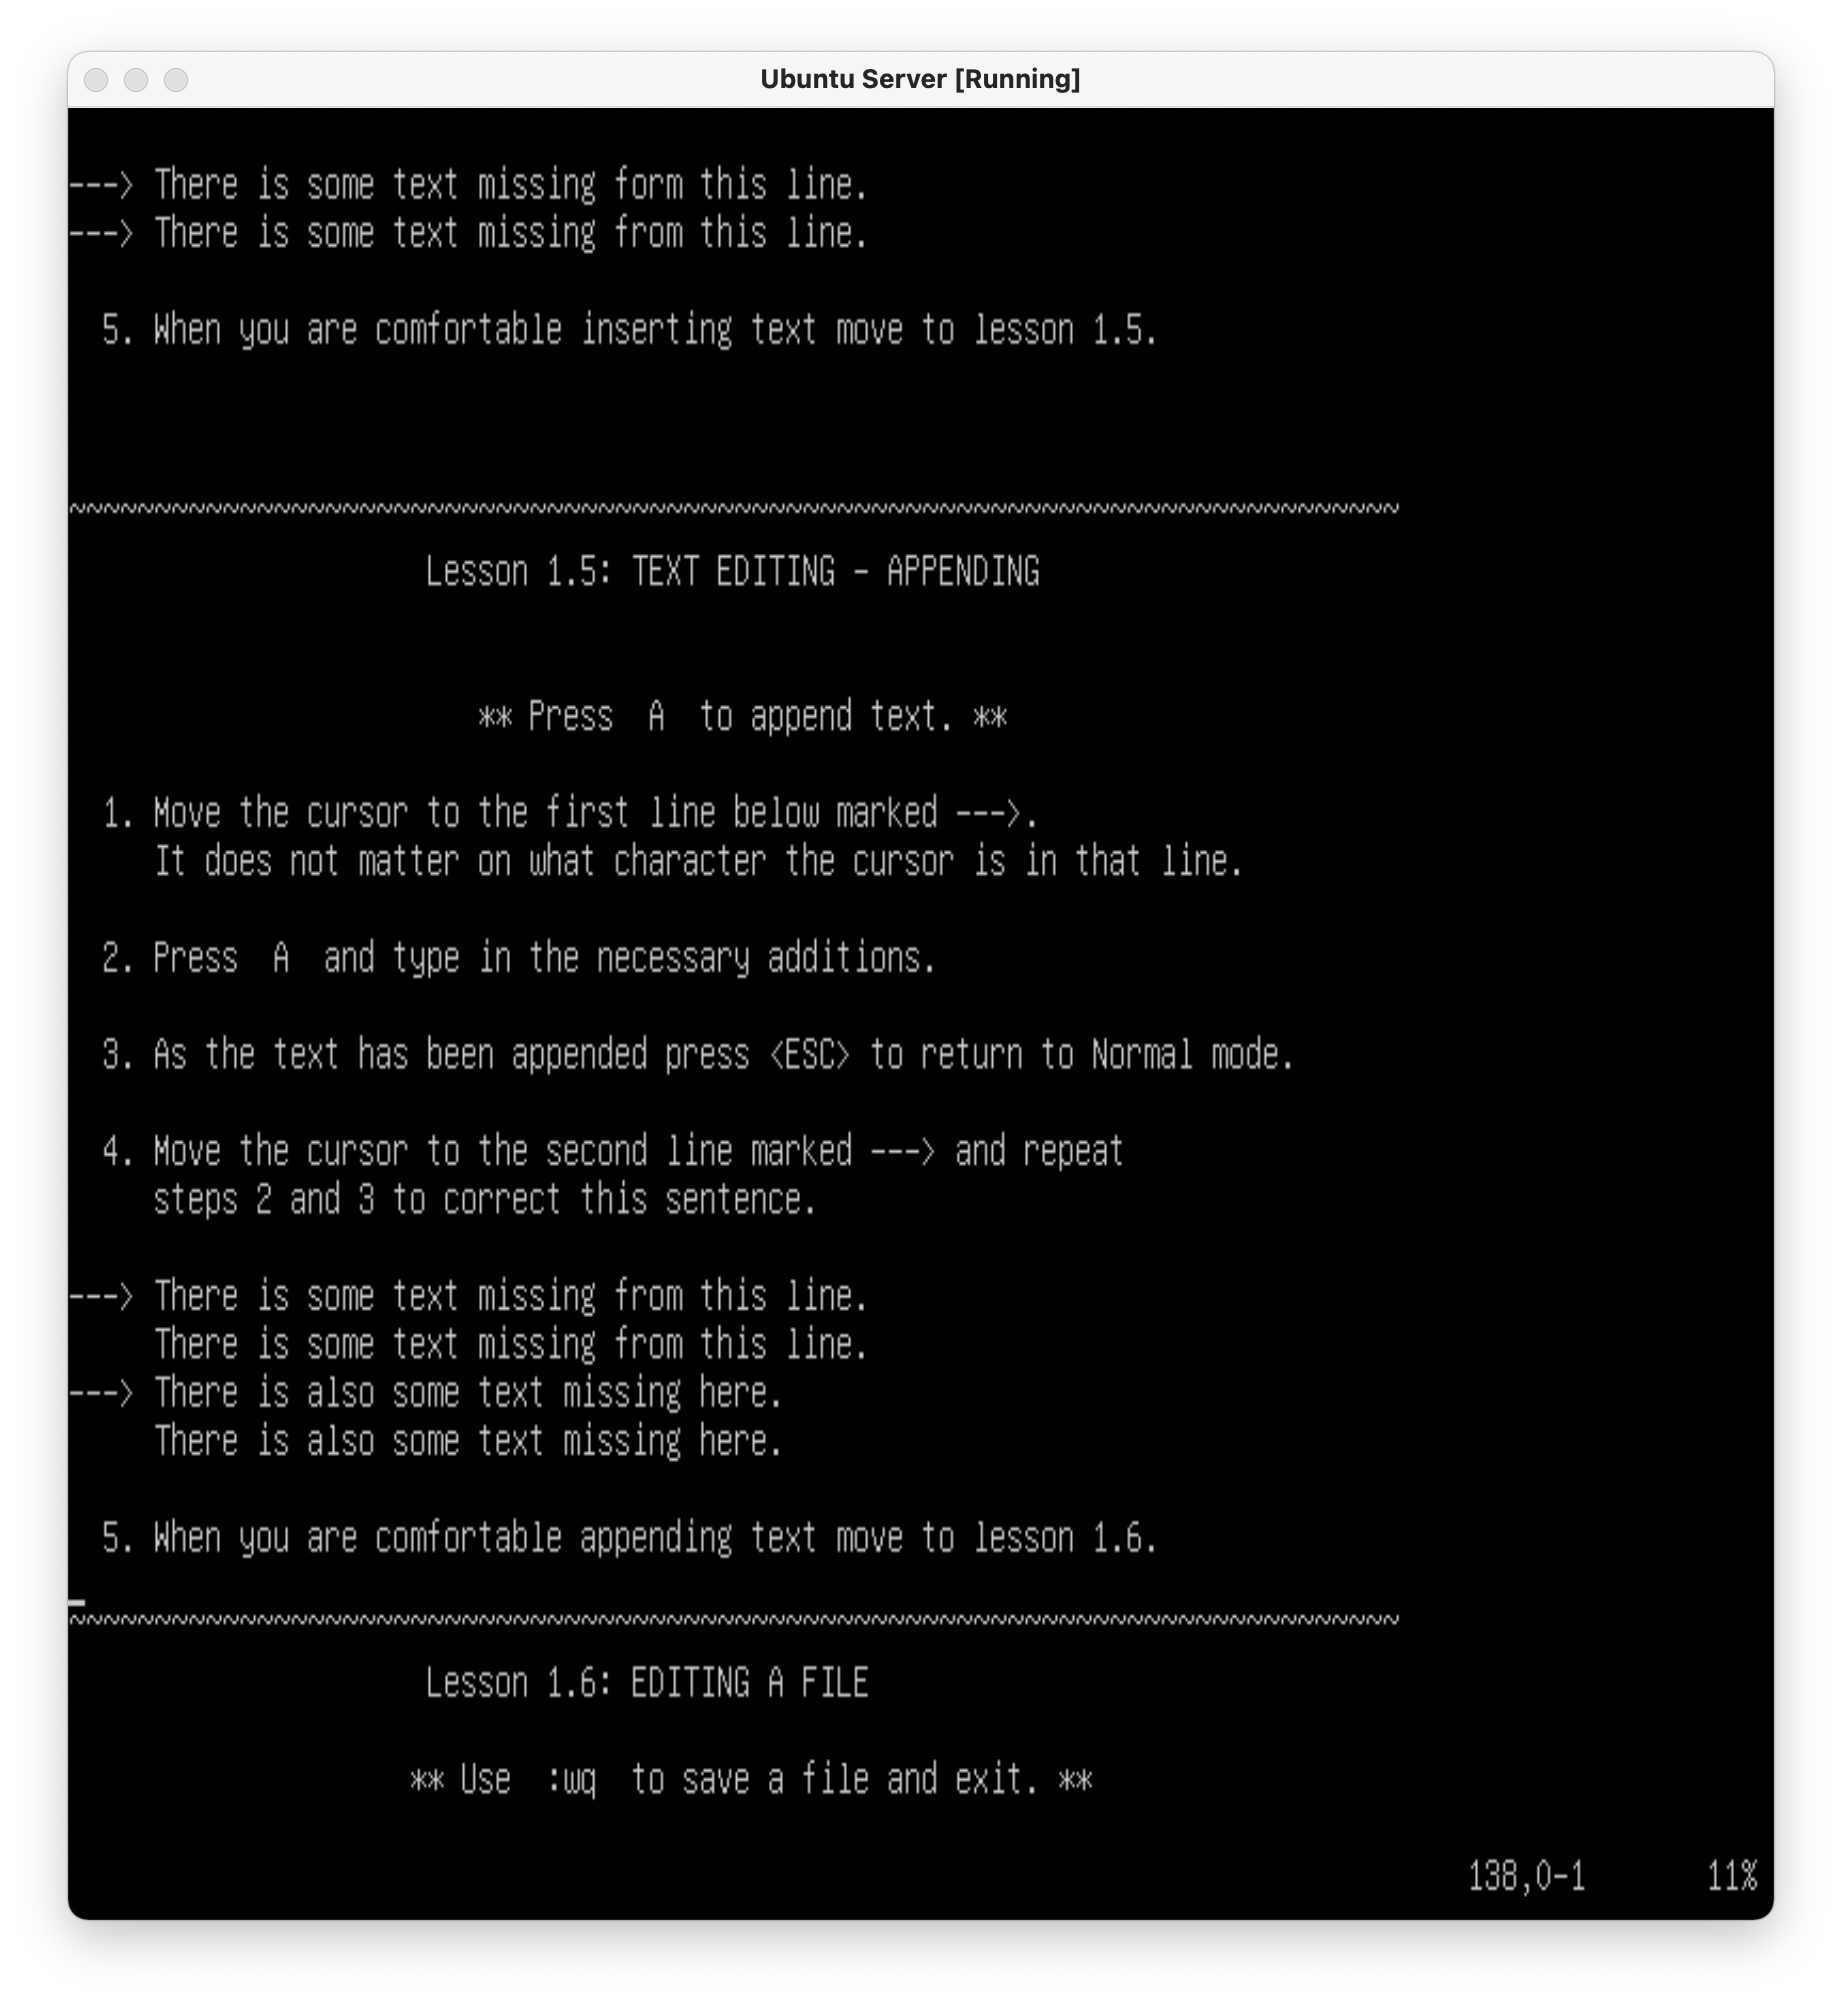 Ubuntu Server [Running]
---> There is some text missing form this line.
---> There is some text missing from this line.
5. When you are comfortable inserting text move to lesson 1.5.
~~~~~~~~~~~~~~~~~~~~~~~~~~~~~~~~~~~~~~~~~~~~~~~~~~~~~~~~~~~~~~~~~~~~~~~~~~~~~~
Lesson 1.5: TEXT EDITING - APPENDING
** Press  A  to append text. **
1. Move the cursor to the first line below marked --->.
It does not matter on what character the cursor is in that line.
2. Press  A  and type in the necessary additions.
3. As the text has been appended press <ESC> to return to Normal mode.
4. Move the cursor to the second line marked ---> and repeat
steps 2 and 3 to correct this sentence.
---> There is some text missing from this line.
There is some text missing from this line.
---> There is also some text missing here.
There is also some text missing here.
5. When you are comfortable appending text move to lesson 1.6.
~~~~~~~~~~~~~~~~~~~~~~~~~~~~~~~~~~~~~~~~~~~~~~~~~~~~~~~~~~~~~~~~~~~~~~~~~~~~~~
Lesson 1.6: EDITING A FILE
** Use  :wq  to save a file and exit. **
138,0-1 11%